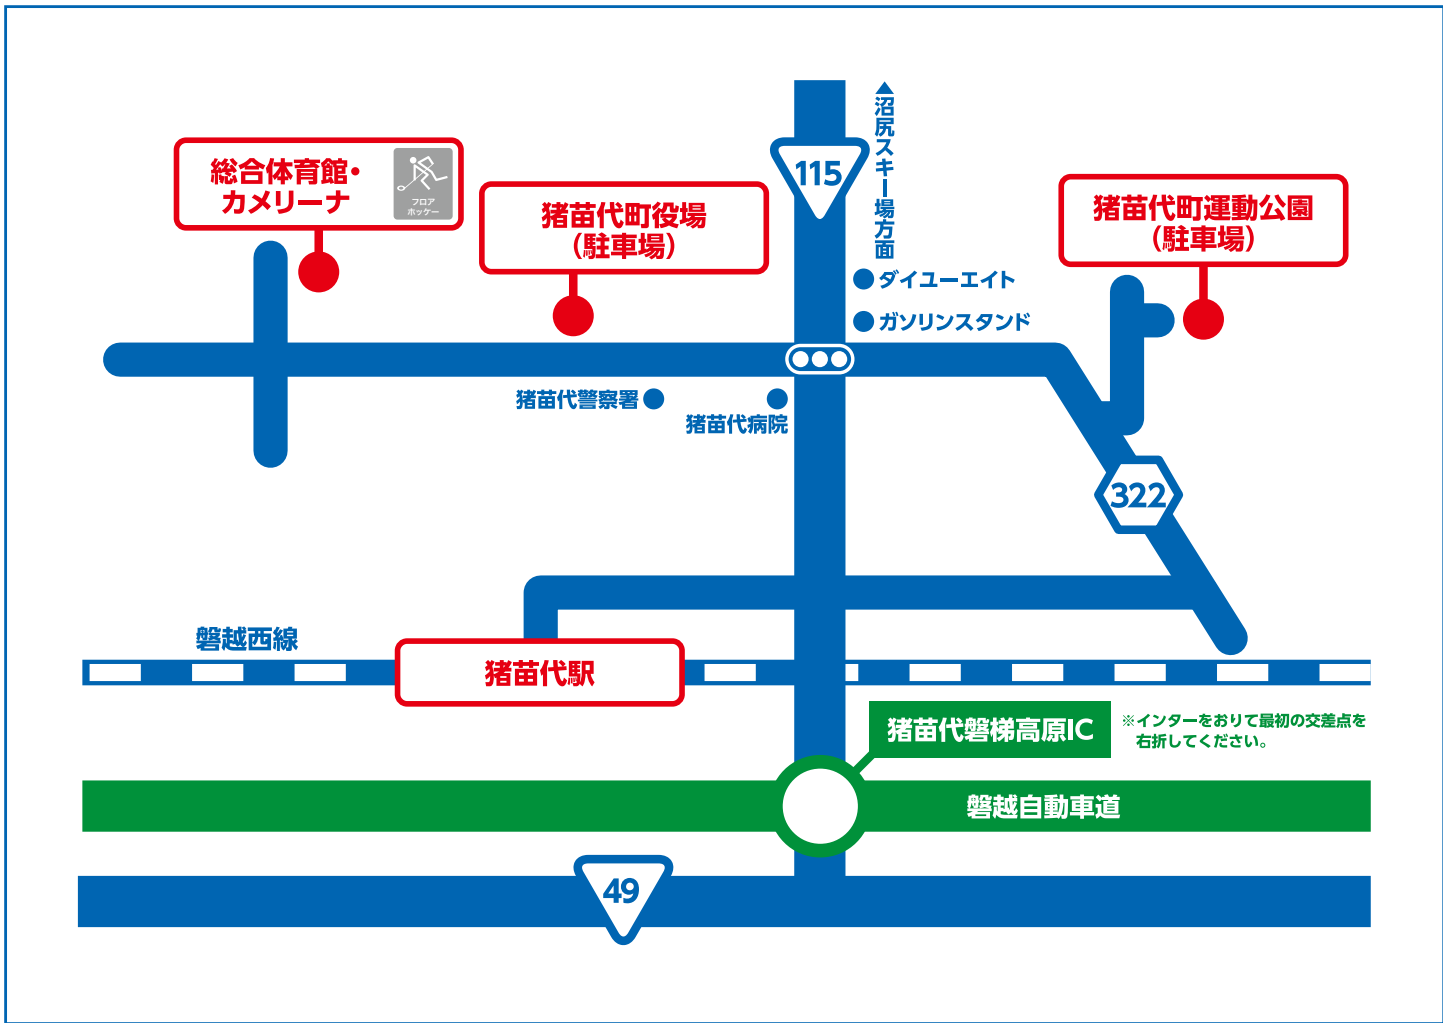 ▲沼尻スキー場方面
115
総合体育館・
カメリーナ
フロア
ホッケー
猪苗代町役場
（駐車場）
猪苗代町運動公園
（駐車場）
ダイユーエイト
ガソリンスタンド
猪苗代警察署
猪苗代病院
322
磐越西線
猪苗代駅
猪苗代磐梯高原IC
※インターをおりて最初の交差点を
右折してください。
磐越自動車道
49